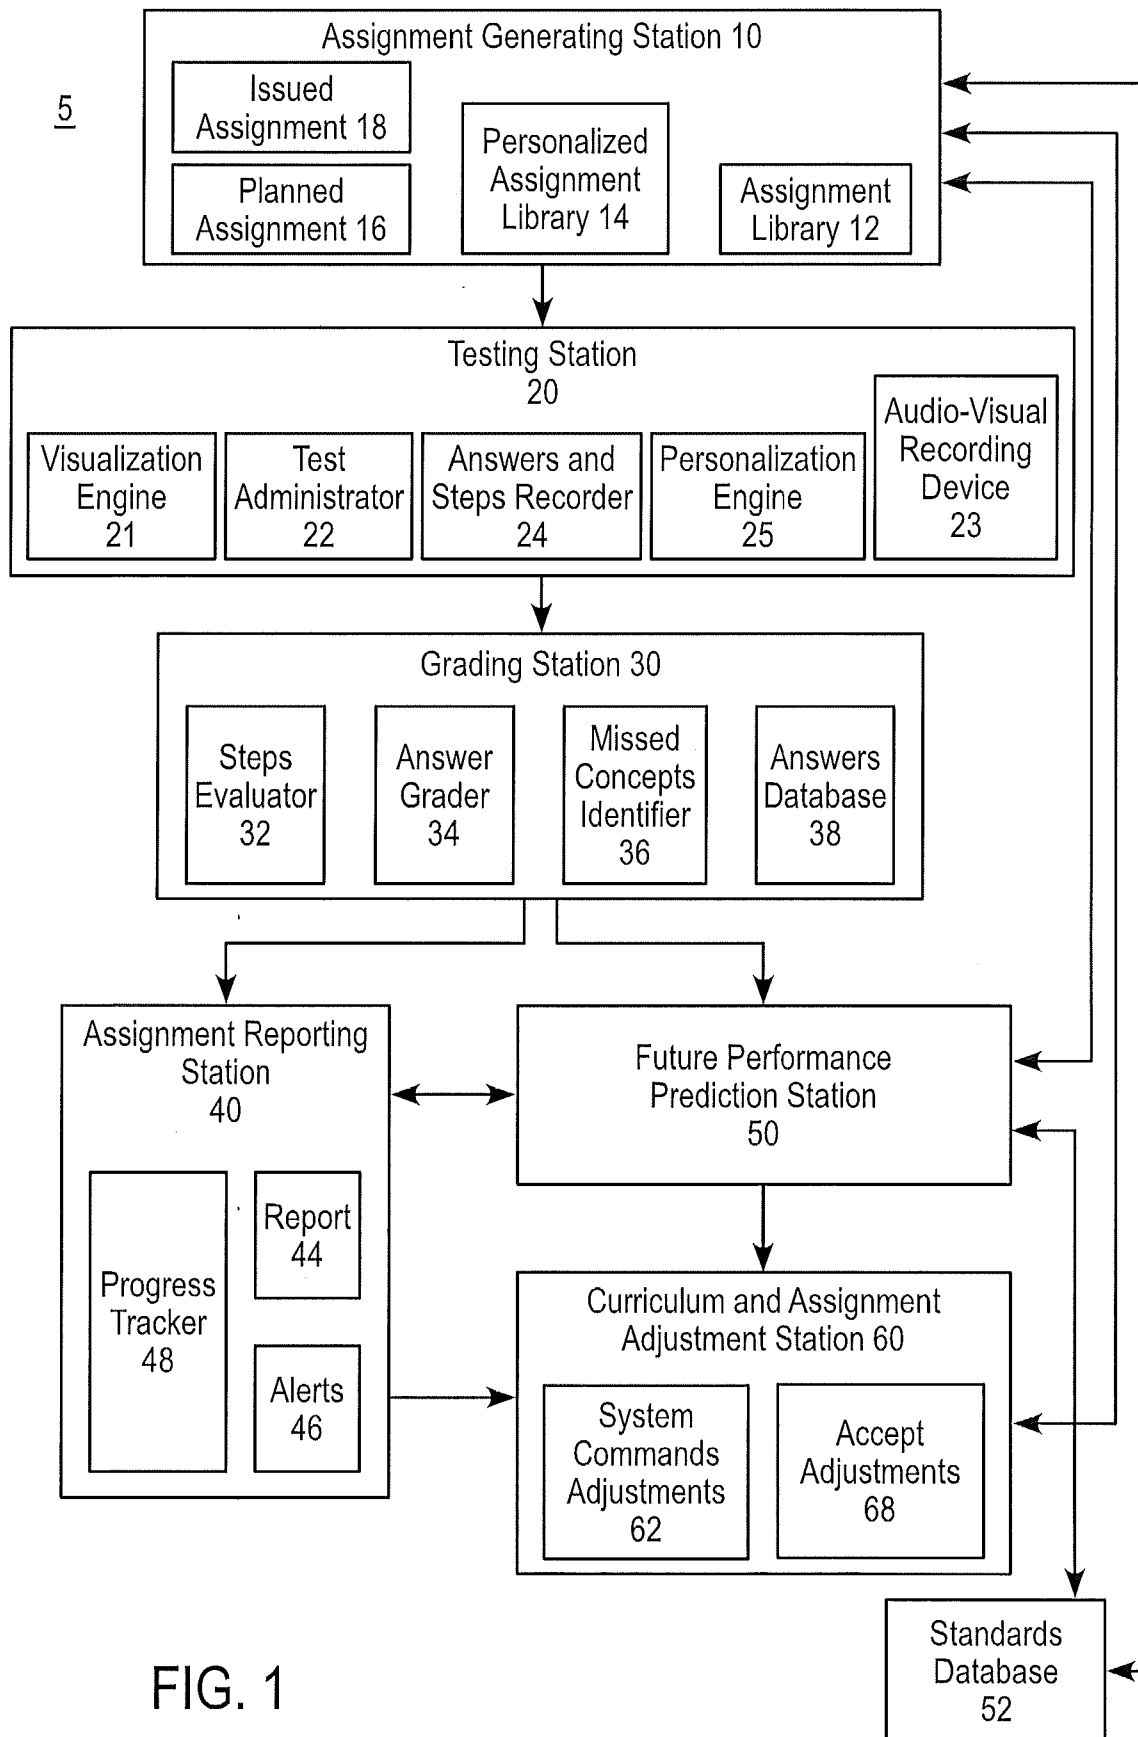 Assignment Generating Station 10
5
Issued
Assignment 18
Planned
Assignment 16
Personalized
Assignment
Library 14
Assignment
Library 12
Testing Station
20
Visualization
Engine
21
Test
Administrator
22
Answers and
Steps Recorder
24
Personalization
Engine
25
Audio-Visual
Recording
Device
23
Grading Station 30
Steps
Evaluator
32
Answer
Grader
34
Missed
Concepts
Identifier
36
Answers
Database
38
Assignment Reporting
Station
40
Progress
Tracker
48
Report
44
Alerts
46
Future Performance
Prediction Station
50
Curriculum and Assignment
Adjustment Station 60
System
Commands
Adjustments
62
Accept
Adjustments
68
Standards
Database
52
FIG. 1